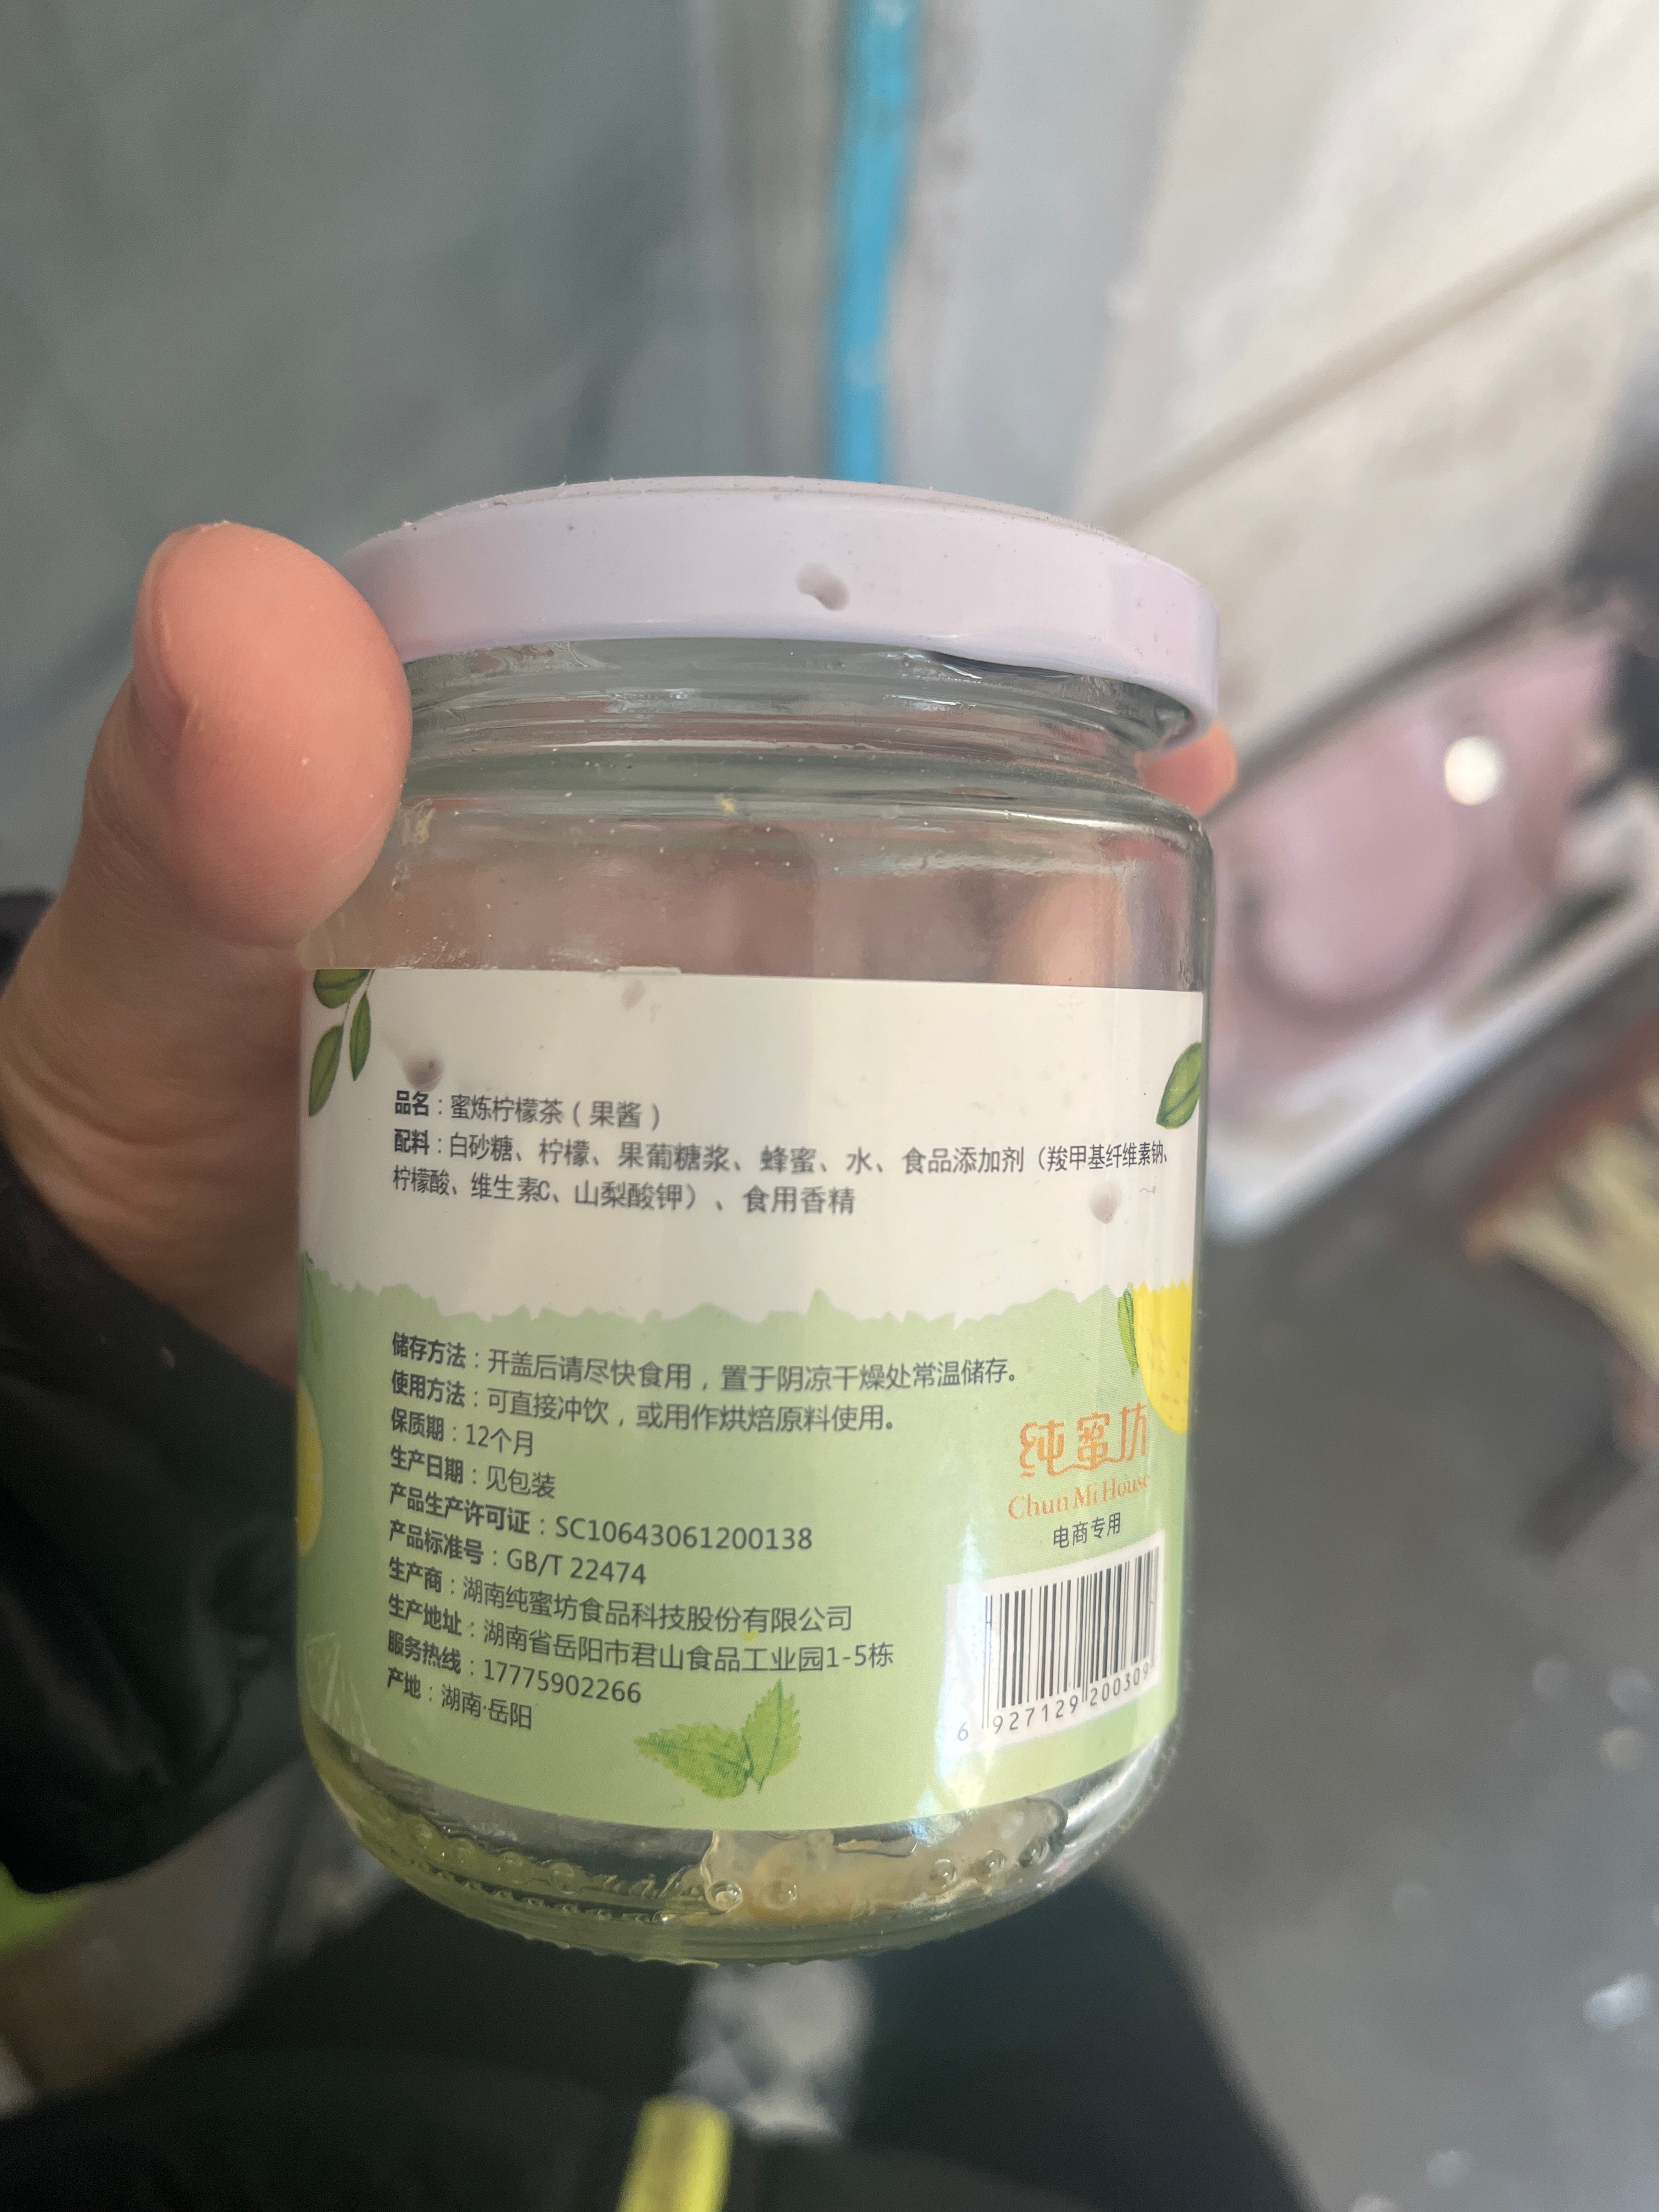 品名：蜜炼柠檬茶（果酱）
配料：白砂糖、柠檬、果葡糖浆、蜂蜜、水、食品添加剂（羧甲基纤维素钠、
柠檬酸、维生素C、山梨酸钾）、食用香精
储存方法：开盖后请尽快食用，置于阴凉干燥处常温储存。
使用方法：可直接冲饮，或用作烘焙原料使用。
保质期：12个月
生产日期：见包装
产品生产许可证：SC10643061200138
产品标准号：GB/T 22474
生产商：湖南纯蜜坊食品科技股份有限公司
生产地址：湖南省岳阳市君山食品工业园1-5栋
服务热线：17775902266
产地：湖南·岳阳
纯蜜坊
Chun Mi House
电商专用
6 927129 200309